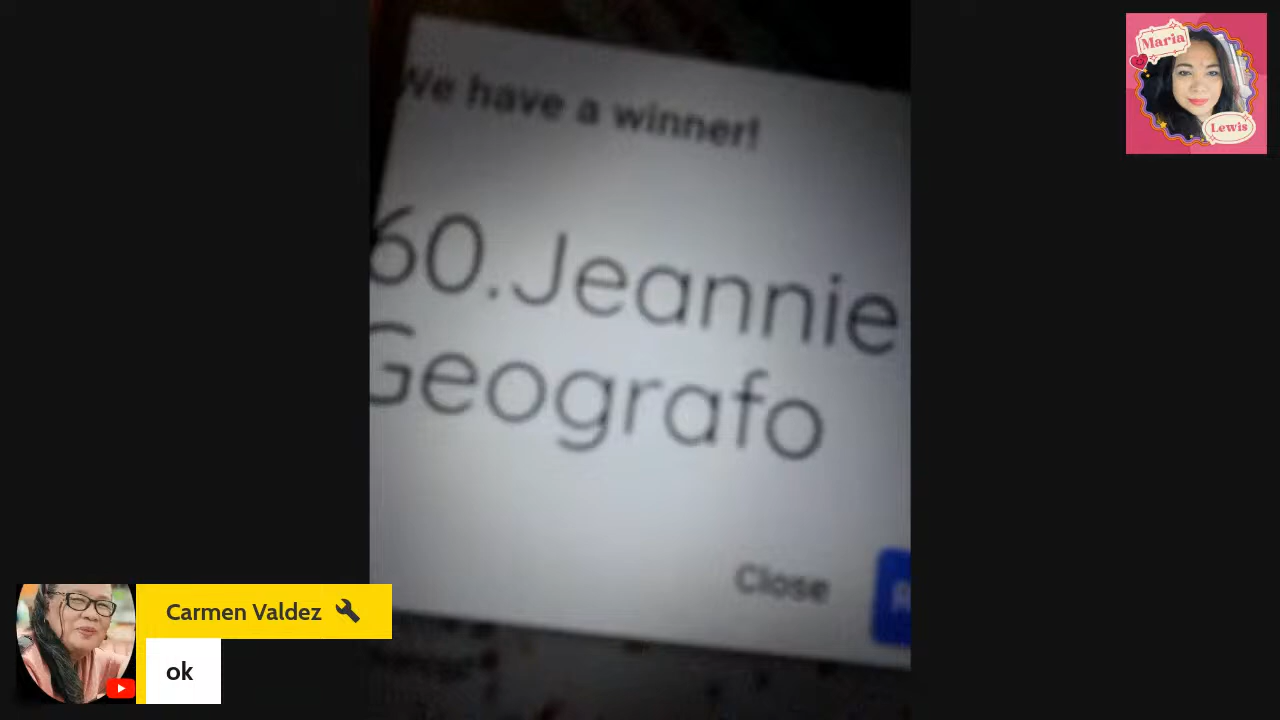 We have a winner!
60.Jeannie
Geografo
Close
Maria
Lewis
Carmen Valdez
ok